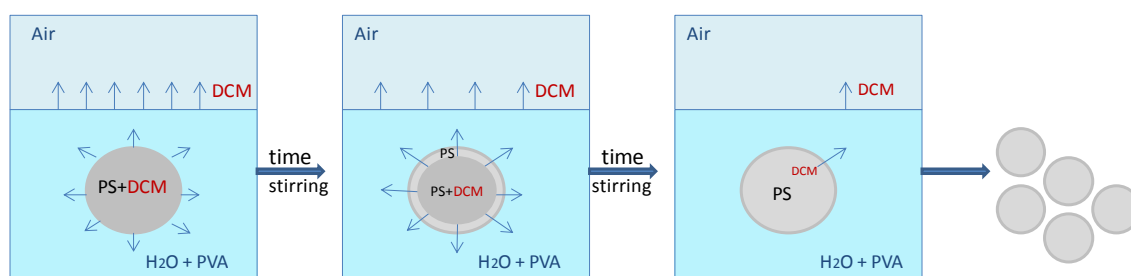 Air
DCM
PS+DCM
H2O + PVA
time
stirring
Air
DCM
PS
PS+DCM
H2O + PVA
time
stirring
Air
DCM
DCM
PS
H2O + PVA